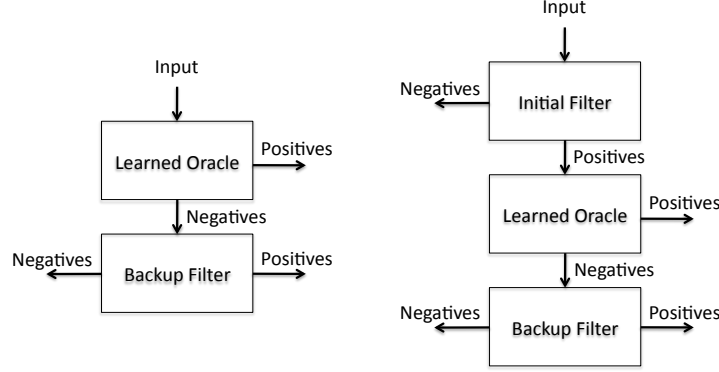 Input
Learned Oracle
Positives
Negatives
Negatives
Backup Filter
Positives
Input
Negatives
Initial Filter
Positives
Learned Oracle
Positives
Negatives
Negatives
Backup Filter
Positives